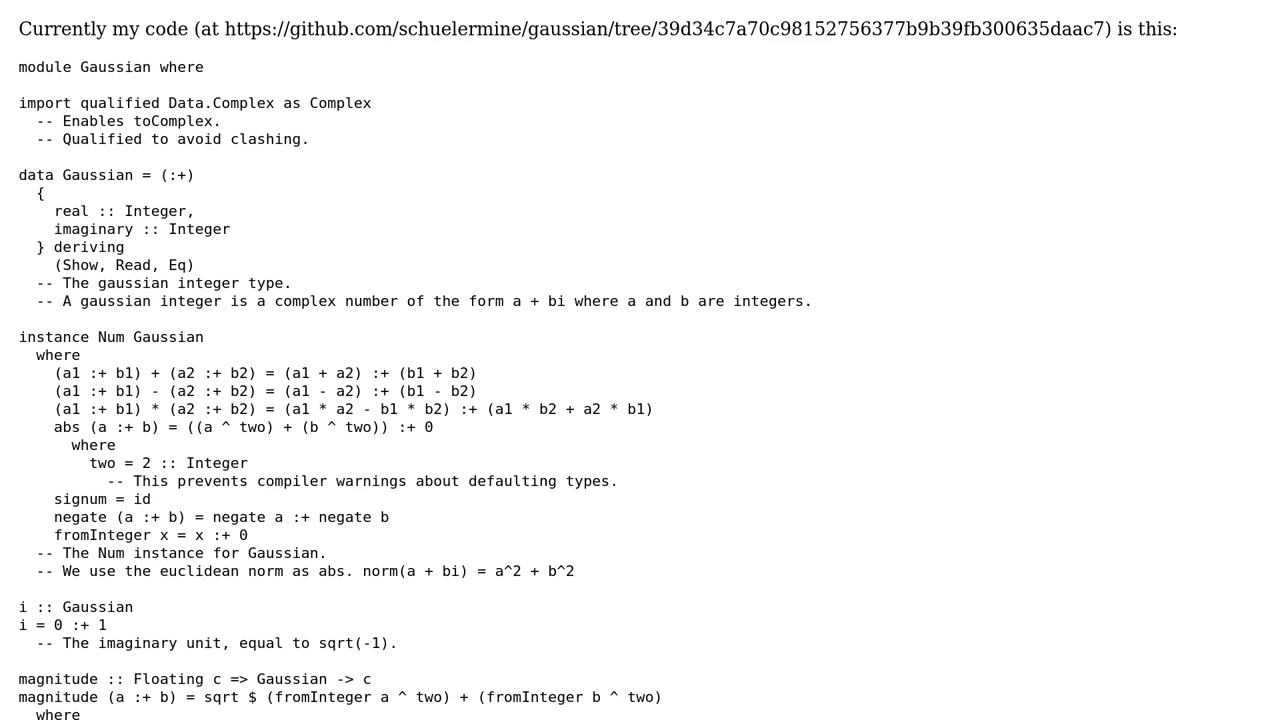 Currently my code (at https://github.com/schuelermine/gaussian/tree/39d34c7a70c98152756377b9b39fb300635daac7) is this:
module Gaussian where

import qualified Data.Complex as Complex
  -- Enables toComplex.
  -- Qualified to avoid clashing.

data Gaussian = (:+)
  {
    real :: Integer,
    imaginary :: Integer
  } deriving
    (Show, Read, Eq)
  -- The gaussian integer type.
  -- A gaussian integer is a complex number of the form a + bi where a and b are integers.

instance Num Gaussian
  where
    (a1 :+ b1) + (a2 :+ b2) = (a1 + a2) :+ (b1 + b2)
    (a1 :+ b1) - (a2 :+ b2) = (a1 - a2) :+ (b1 - b2)
    (a1 :+ b1) * (a2 :+ b2) = (a1 * a2 - b1 * b2) :+ (a1 * b2 + a2 * b1)
    abs (a :+ b) = ((a ^ two) + (b ^ two)) :+ 0
      where
        two = 2 :: Integer
          -- This prevents compiler warnings about defaulting types.
    signum = id
    negate (a :+ b) = negate a :+ negate b
    fromInteger x = x :+ 0
  -- The Num instance for Gaussian.
  -- We use the euclidean norm as abs. norm(a + bi) = a^2 + b^2

i :: Gaussian
i = 0 :+ 1
  -- The imaginary unit, equal to sqrt(-1).

magnitude :: Floating c => Gaussian -> c
magnitude (a :+ b) = sqrt $ (fromInteger a ^ two) + (fromInteger b ^ two)
  where